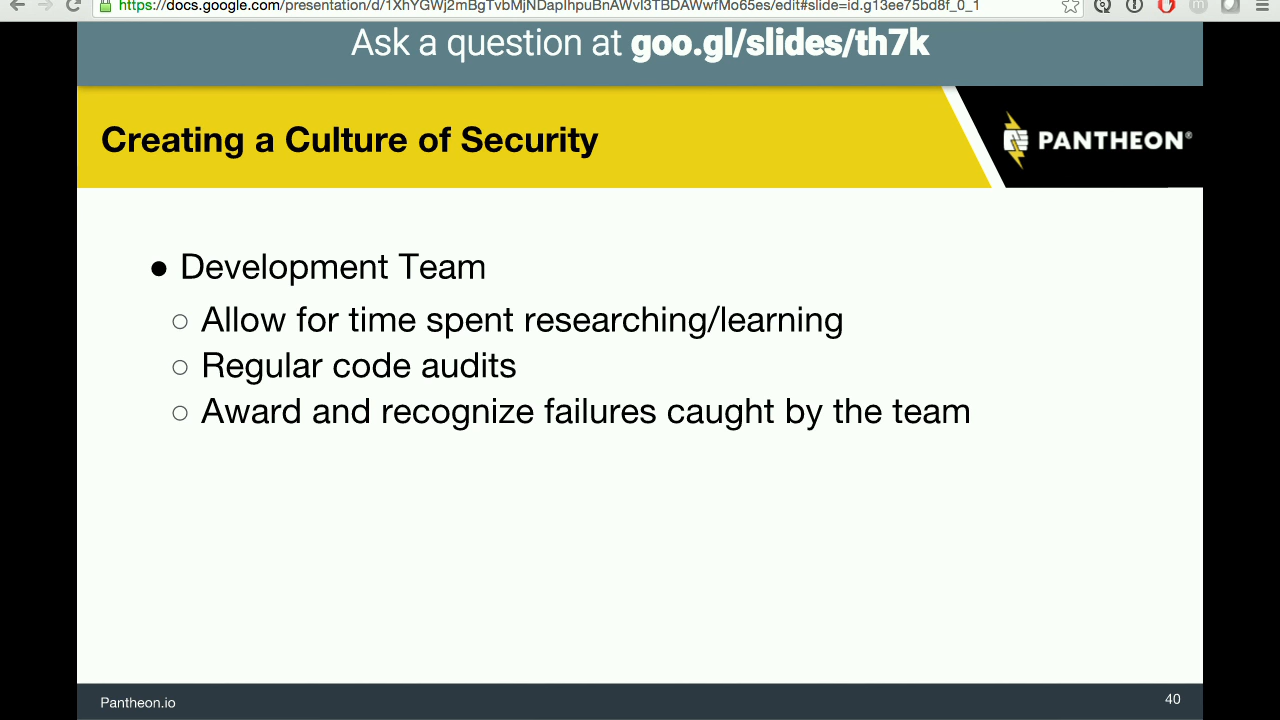 https://docs.google.com/presentation/d/1XhYGWj2mBgTvbMjNDapIhpuBnAWvl3TBDAWwfMo65es/edit#slide=id.g13ee75bd8f_0_1
Ask a question at goo.gl/slides/th7k
Creating a Culture of Security
PANTHEON®
● Development Team
○ Allow for time spent researching/learning
○ Regular code audits
○ Award and recognize failures caught by the team
Pantheon.io
40